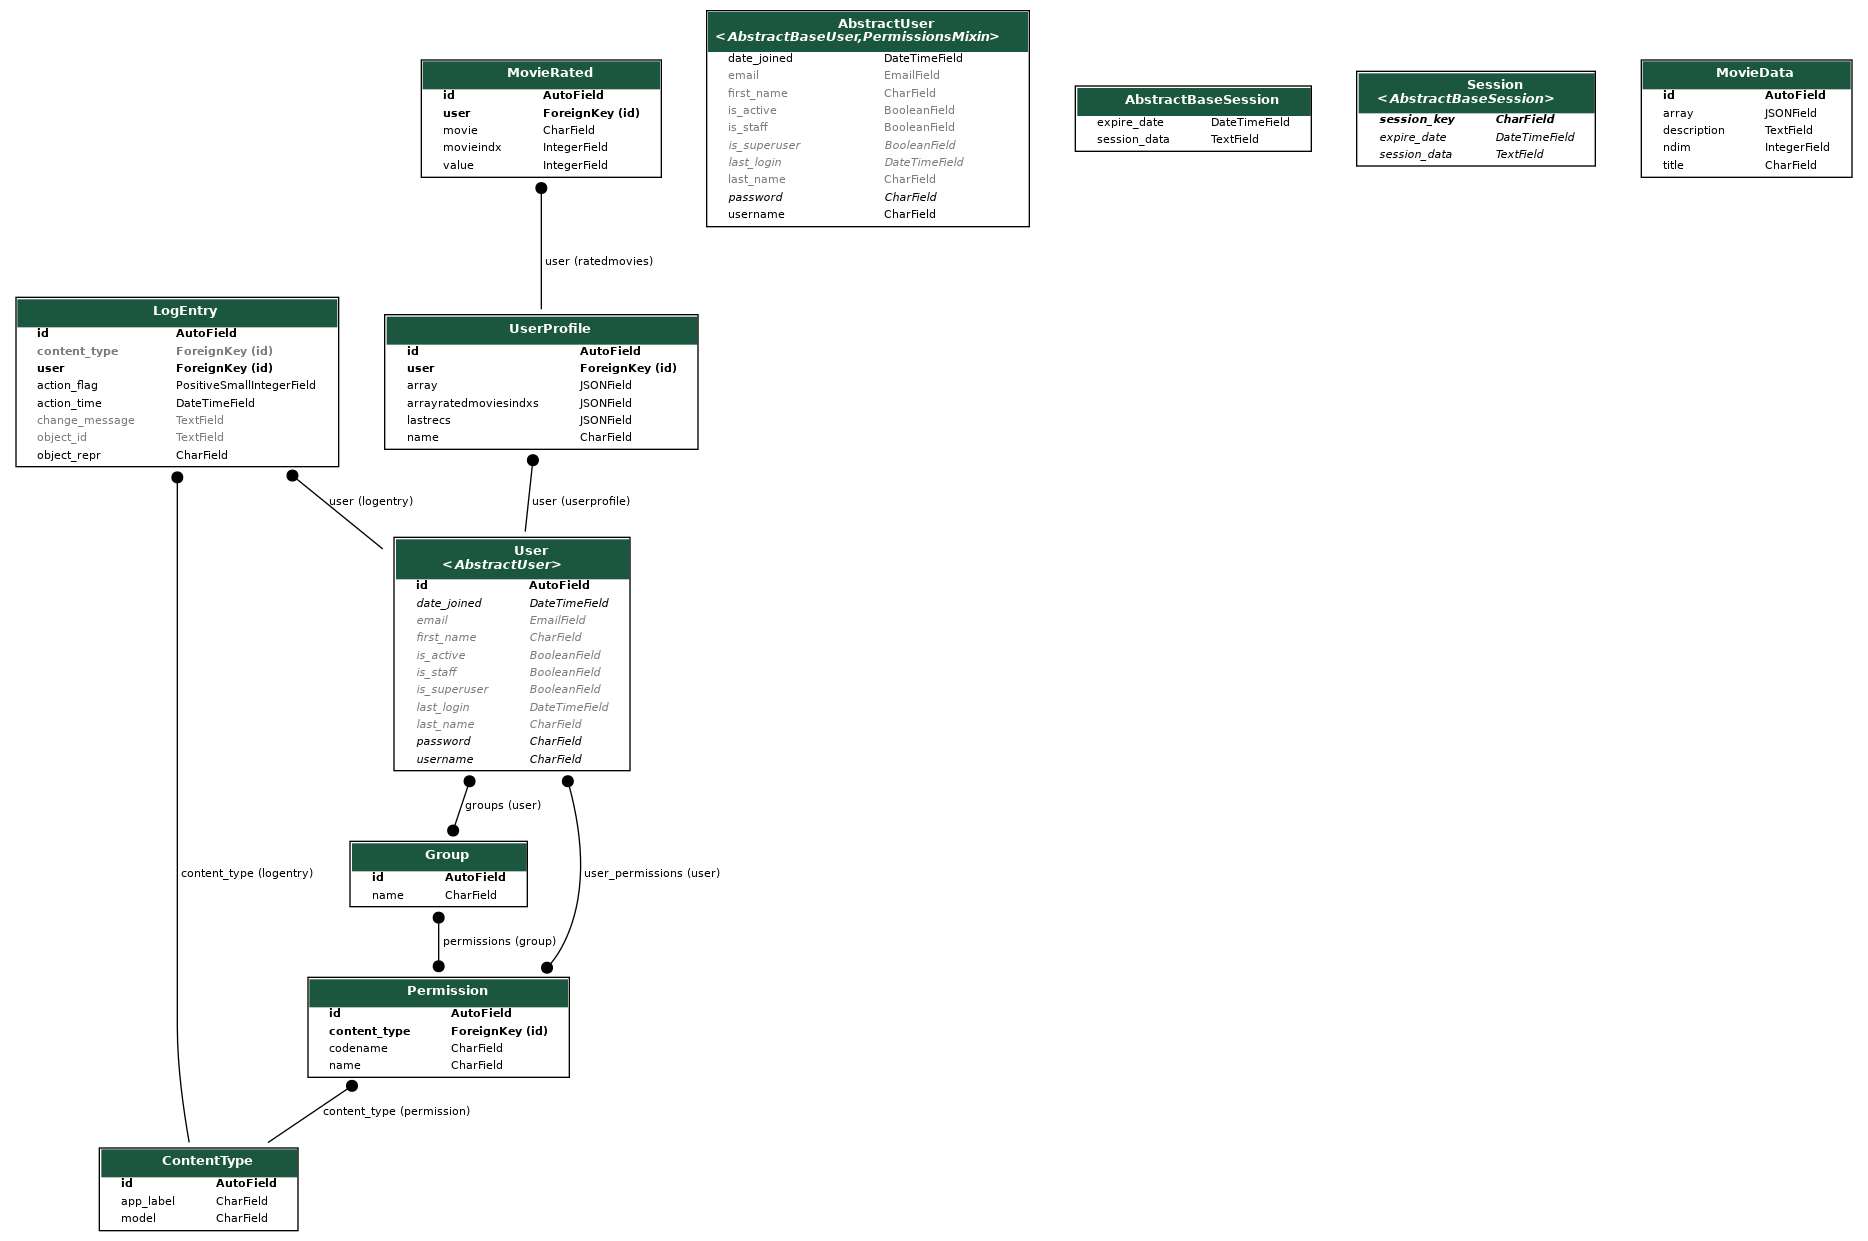 AbstractUser
<AbstractBaseUser,PermissionsMixin>
date_joined DateTimeField
email EmailField
first_name CharField
is_active BooleanField
is_staff BooleanField
is_superuser BooleanField
last_login DateTimeField
last_name CharField
password CharField
username CharField
MovieRated
id AutoField
user ForeignKey (id)
movie CharField
movieindx IntegerField
value IntegerField
AbstractBaseSession
expire_date DateTimeField
session_data TextField
Session
<AbstractBaseSession>
session_key CharField
expire_date DateTimeField
session_data TextField
MovieData
id AutoField
array JSONField
description TextField
ndim IntegerField
title CharField
user (ratedmovies)
LogEntry
id AutoField
content_type ForeignKey (id)
user ForeignKey (id)
action_flag PositiveSmallIntegerField
action_time DateTimeField
change_message TextField
object_id TextField
object_repr CharField
UserProfile
id AutoField
user ForeignKey (id)
array JSONField
arrayratedmoviesindxs JSONField
lastrecs JSONField
name CharField
user (logentry)
user (userprofile)
User
<AbstractUser>
id AutoField
date_joined DateTimeField
email EmailField
first_name CharField
is_active BooleanField
is_staff BooleanField
is_superuser BooleanField
last_login DateTimeField
last_name CharField
password CharField
username CharField
groups (user)
Group
id AutoField
name CharField
content_type (logentry)
user_permissions (user)
permissions (group)
Permission
id AutoField
content_type ForeignKey (id)
codename CharField
name CharField
content_type (permission)
ContentType
id AutoField
app_label CharField
model CharField